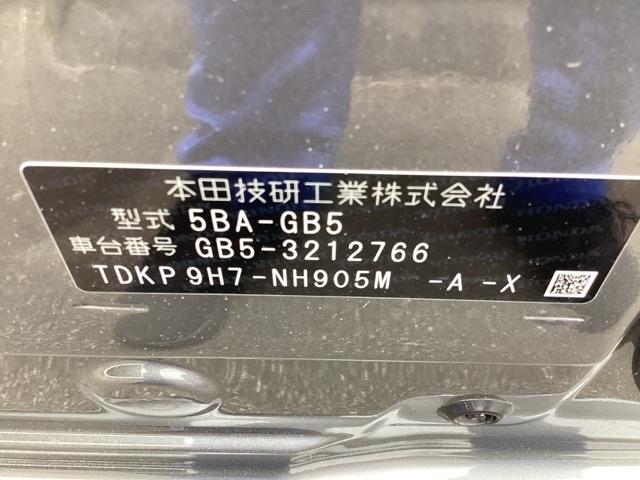 本田技研工業株式会社
型式 5BA-GB5
車台番号 GB5-3212766
TDKP 9H7-NH905M -A -X